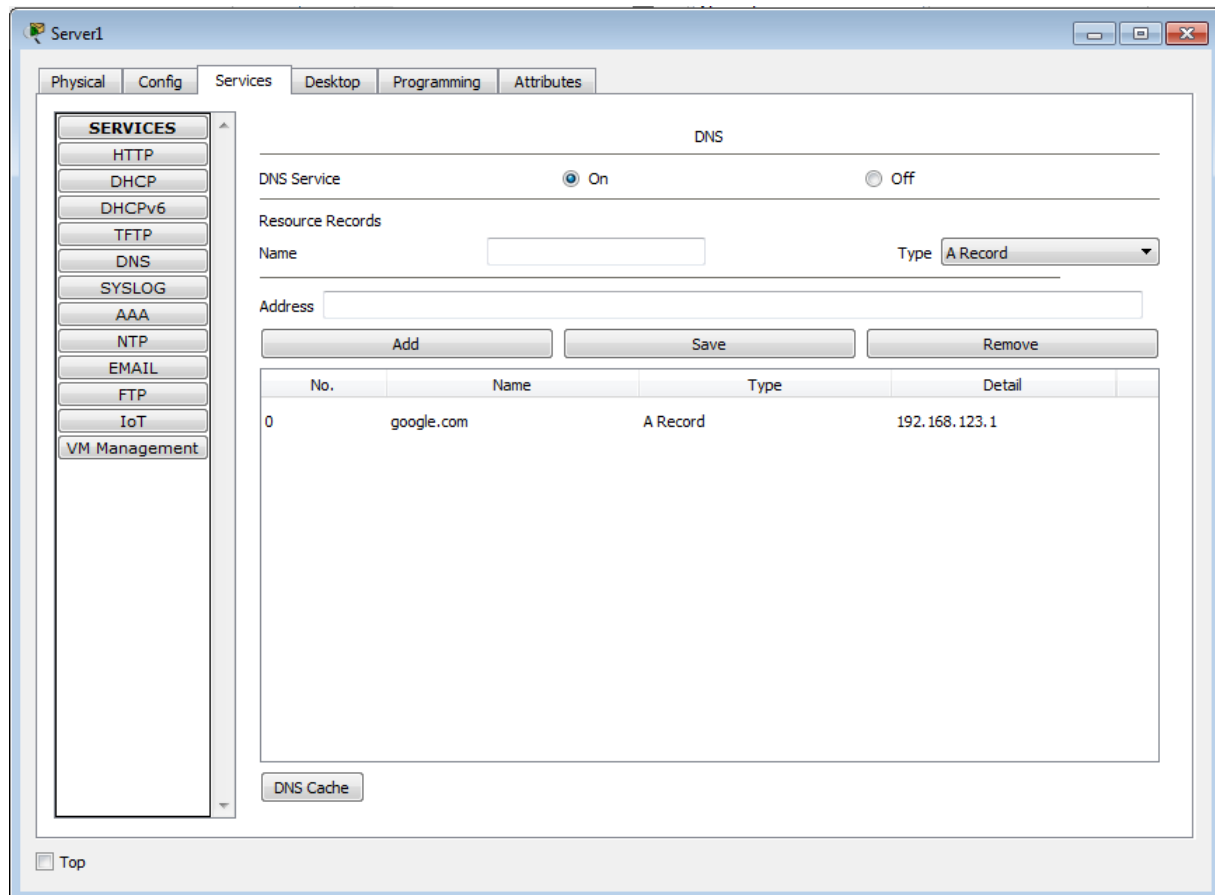 Server1
Physical Config Services Desktop Programming Attributes
SERVICES
HTTP
DHCP
DHCPv6
TFTP
DNS
SYSLOG
AAA
NTP
EMAIL
FTP
IoT
VM Management
DNS
DNS Service On Off
Resource Records
Name Type A Record
Address
Add Save Remove
No. Name Type Detail
0 google.com A Record 192.168.123.1
DNS Cache
Top